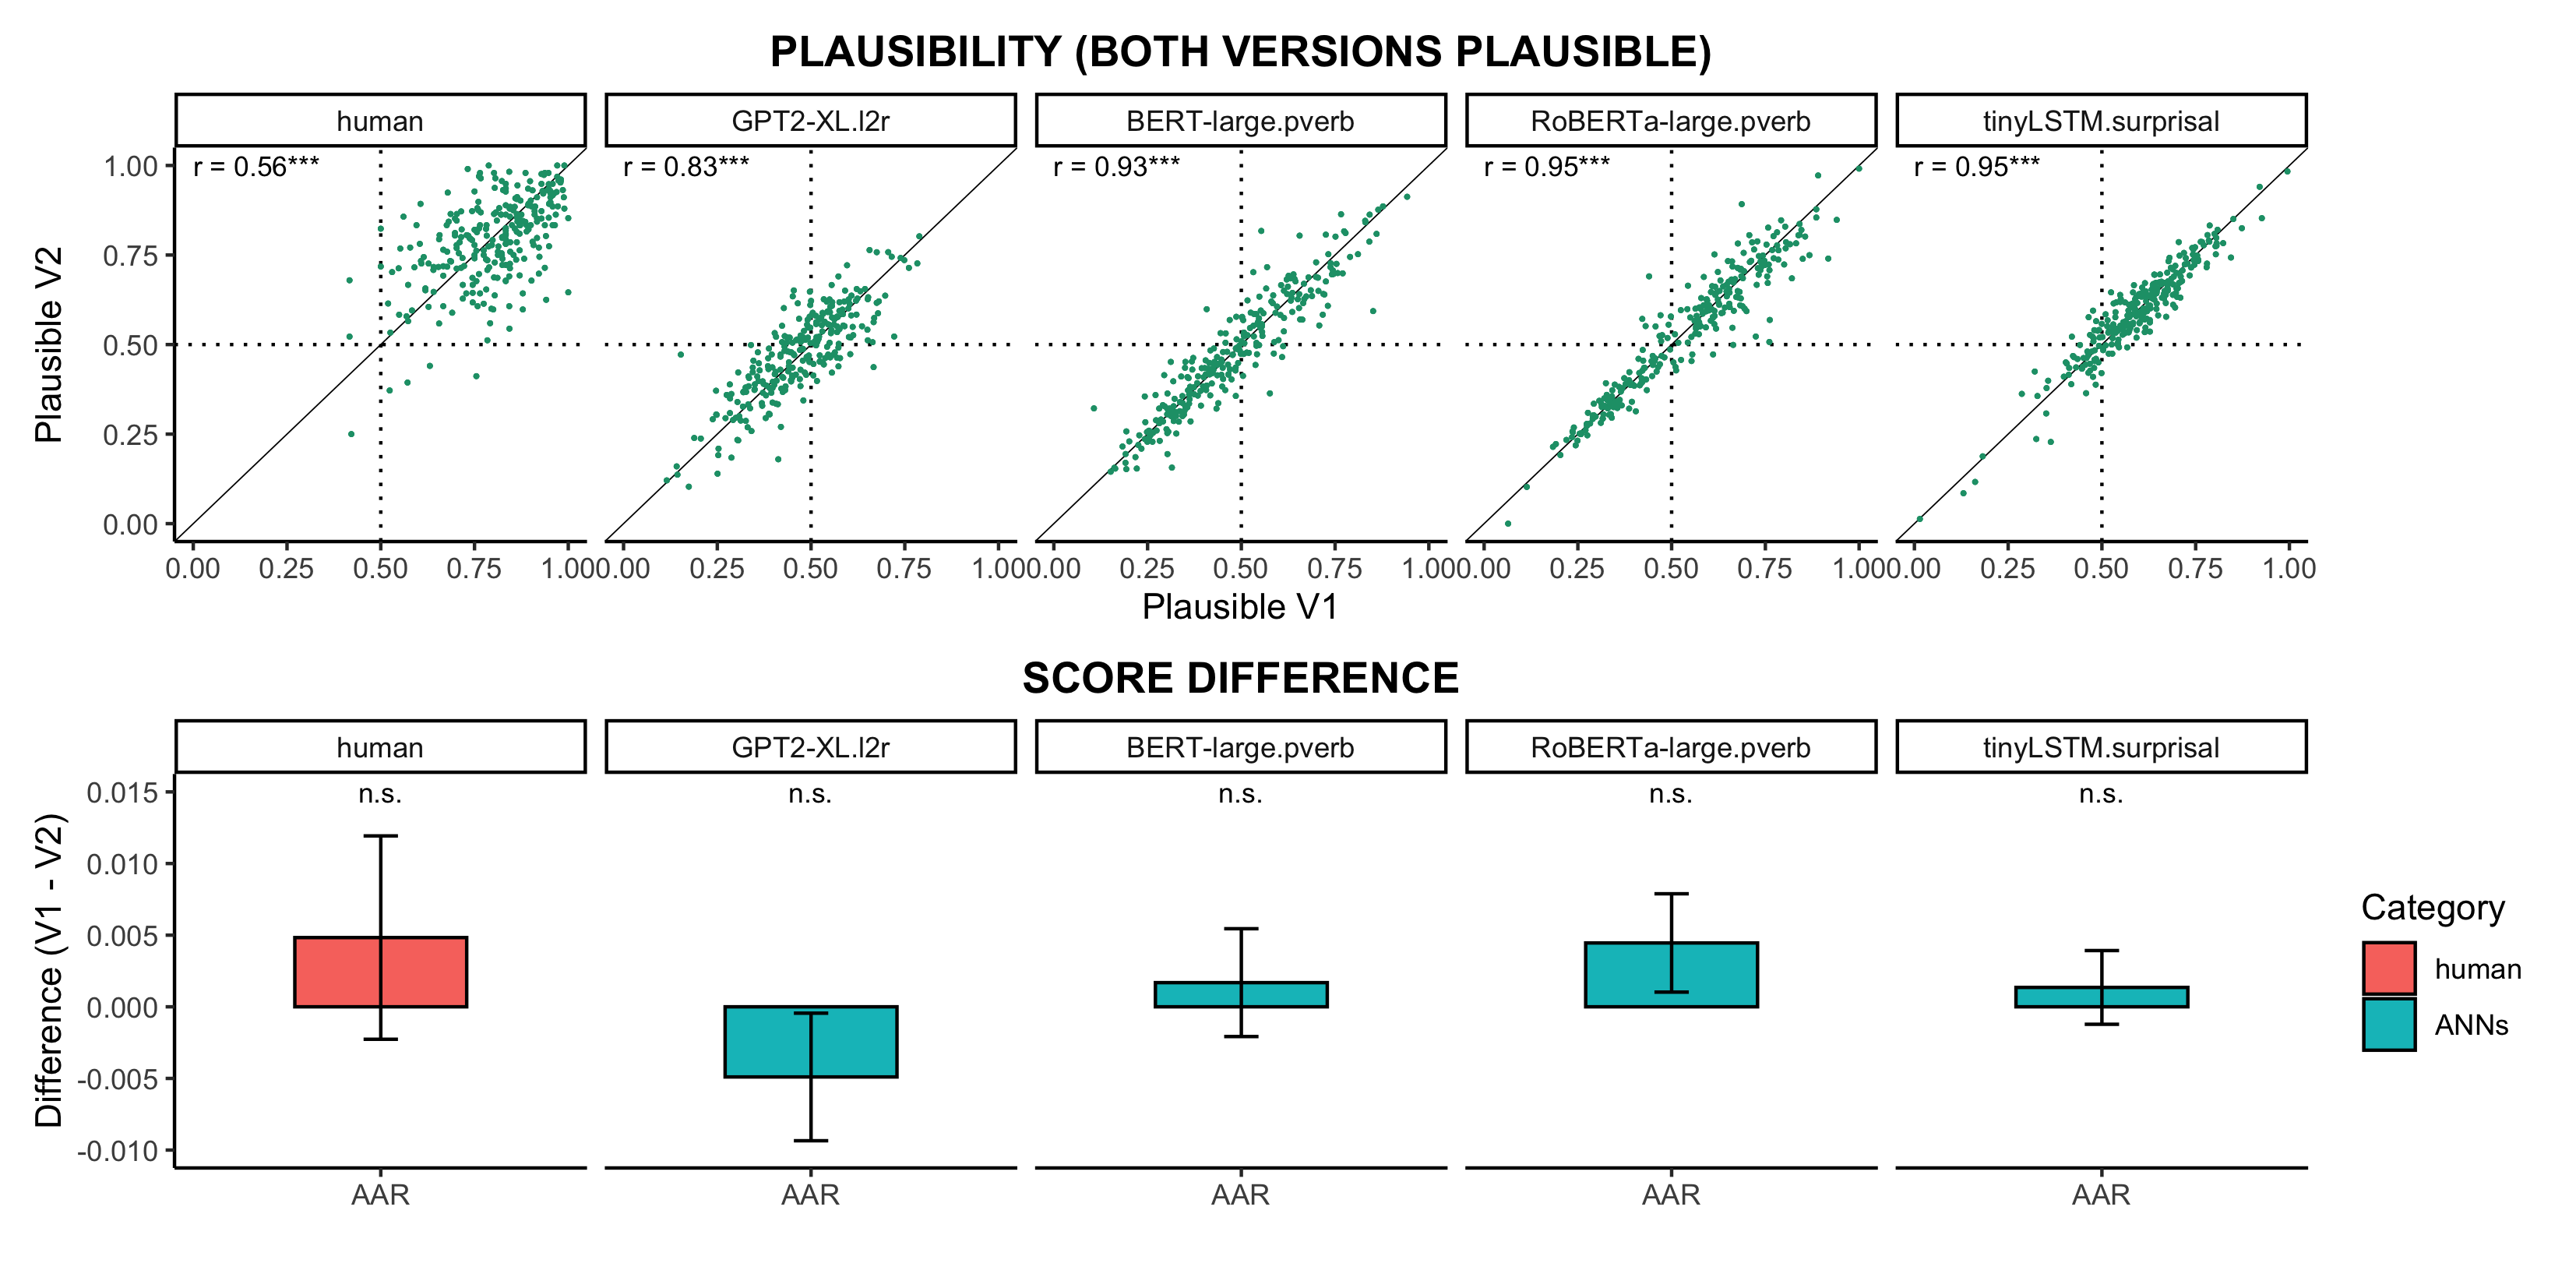 PLAUSIBILITY (BOTH VERSIONS PLAUSIBLE)
human GPT2-XL.l2r BERT-large.pverb RoBERTa-large.pverb tinyLSTM.surprisal
r = 0.56*** r = 0.83*** r = 0.93*** r = 0.95*** r = 0.95***
1.00
0.75
0.50
0.25
0.00
Plausible V2
0.00 0.25 0.50 0.75 1.00 0.00 0.25 0.50 0.75 1.00 0.00 0.25 0.50 0.75 1.00 0.00 0.25 0.50 0.75 1.00 0.00 0.25 0.50 0.75 1.00
Plausible V1
SCORE DIFFERENCE
human GPT2-XL.l2r BERT-large.pverb RoBERTa-large.pverb tinyLSTM.surprisal
n.s. n.s. n.s. n.s. n.s.
0.015
0.010
0.005
0.000
-0.005
-0.010
Difference (V1 - V2)
AAR AAR AAR AAR AAR
Category
human
ANNs